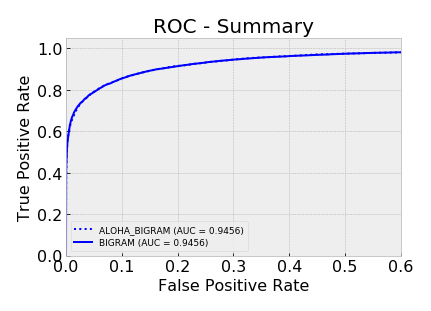 ROC - Summary
True Positive Rate
1.0
0.8
0.6
0.4
0.2
0.0
ALOHA_BIGRAM (AUC = 0.9456)
BIGRAM (AUC = 0.9456)
0.0 0.1 0.2 0.3 0.4 0.5 0.6
False Positive Rate